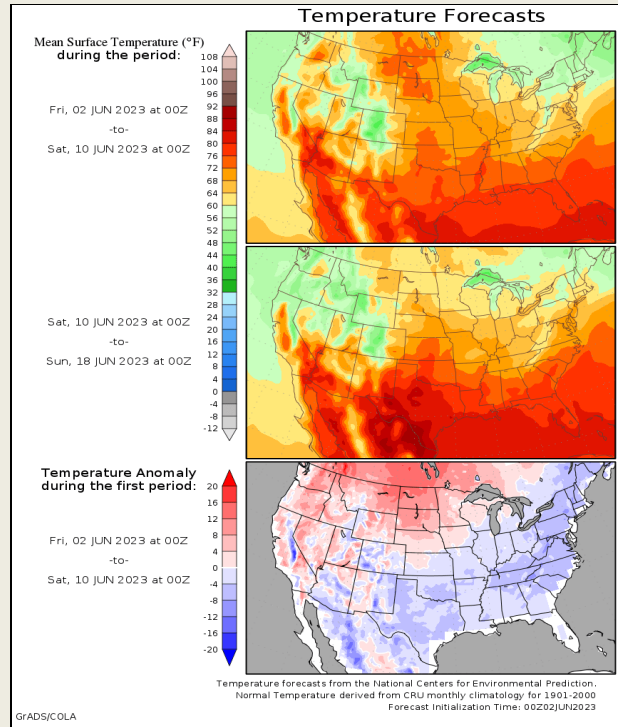 Temperature Forecasts
Mean Surface Temperature (°F)
during the period:
Fri, 02 JUN 2023 at 00Z
-to-
Sat, 10 JUN 2023 at 00Z
108
104
100
96
92
88
84
80
76
72
68
64
60
56
52
48
44
40
36
32
28
24
20
16
12
8
4
0
-4
-8
-12
Sat, 10 JUN 2023 at 00Z
-to-
Sun, 18 JUN 2023 at 00Z
Temperature Anomaly
during the first period:
Fri, 02 JUN 2023 at 00Z
-to-
Sat, 10 JUN 2023 at 00Z
20
16
12
8
4
0
-4
-8
-12
-16
-20
Temperature forecasts from the National Centers for Environmental Prediction.
Normal Temperature derived from CRU monthly climatology for 1901-2000
Forecast Initialization Time: 00Z02JUN2023
GrADS/COLA